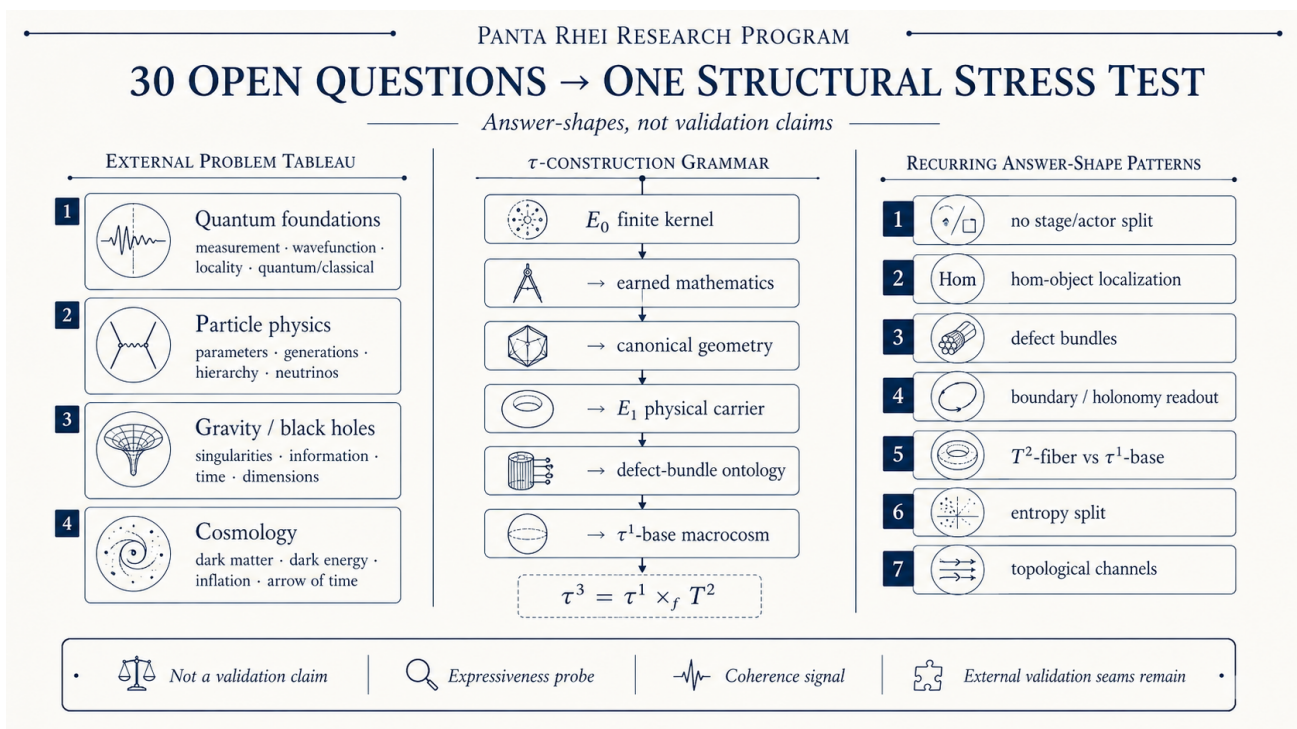 PANTA RHEI RESEARCH PROGRAM
30 OPEN QUESTIONS → ONE STRUCTURAL STRESS TEST
Answer-shapes, not validation claims
EXTERNAL PROBLEM TABLEAU
1
Quantum foundations
measurement · wavefunction ·
locality · quantum/classical
2
Particle physics
parameters · generations ·
hierarchy · neutrinos
3
Gravity / black holes
singularities · information ·
time · dimensions
4
Cosmology
dark matter · dark energy ·
inflation · arrow of time
τ-CONSTRUCTION GRAMMAR
E₀ finite kernel
→ earned mathematics
→ canonical geometry
→ E₁ physical carrier
→ defect-bundle ontology
→ τ¹-base macrocosm
τ³ = τ¹ ×_f T²
RECURRING ANSWER-SHAPE PATTERNS
1 no stage/actor split
2 Hom hom-object localization
3 defect bundles
4 boundary / holonomy readout
5 T²-fiber vs τ¹-base
6 entropy split
7 topological channels
Not a validation claim
Expressiveness probe
Coherence signal
External validation seams remain